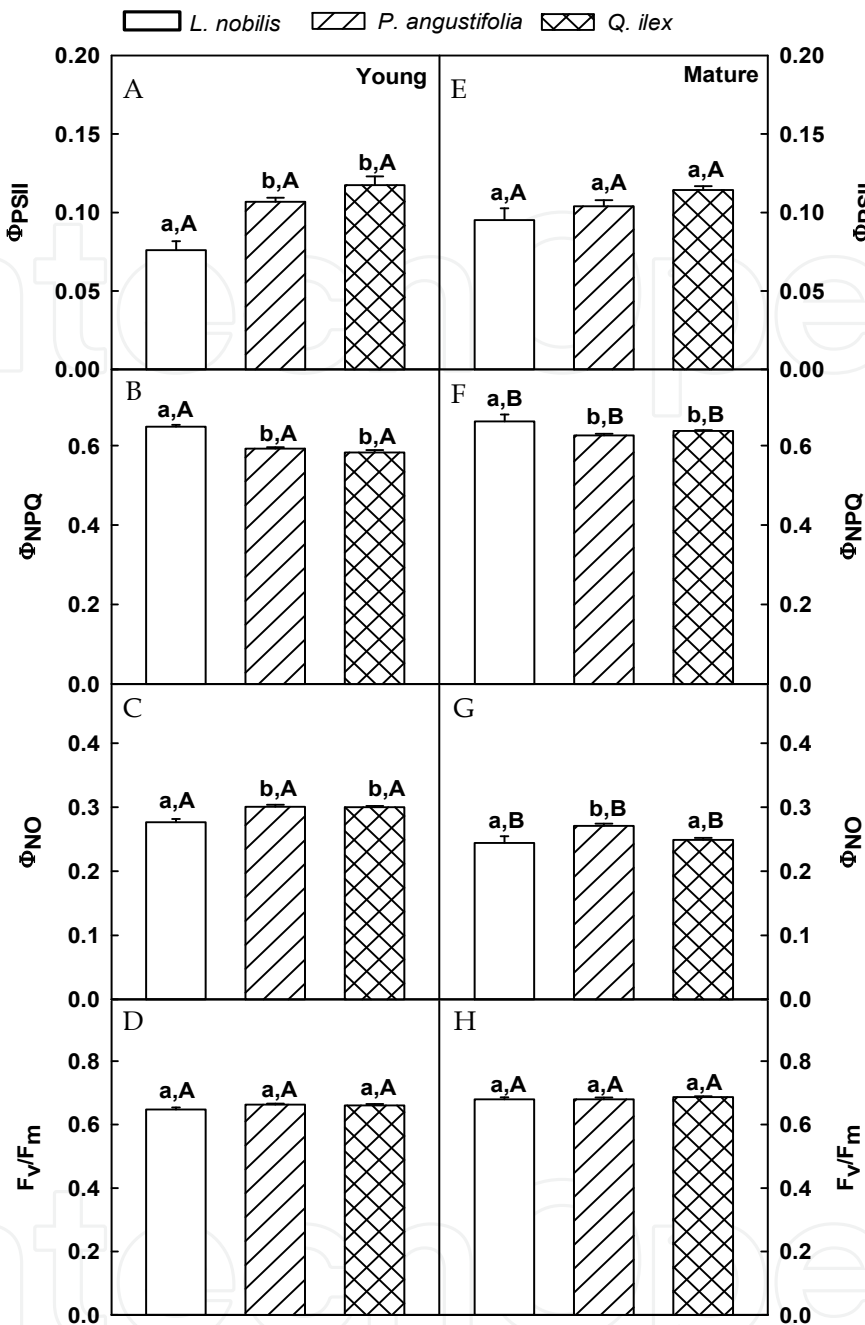 L. nobilis P. angustifolia Q. ilex
A Young E Mature
0.20 0.20
0.15 0.15
0.10 0.10
0.05 0.05
0.00 0.00
ΦPSII ΦPSII
a,A b,A b,A a,A a,A a,A
B F
0.6 0.6
0.4 0.4
0.2 0.2
0.0 0.0
ΦNPQ ΦNPQ
a,A b,A b,A a,B b,B b,B
C G
0.4 0.4
0.3 0.3
0.2 0.2
0.1 0.1
0.0 0.0
ΦNO ΦNO
a,A b,A b,A a,B b,B a,B
D H
0.8 0.8
0.6 0.6
0.4 0.4
0.2 0.2
0.0 0.0
Fv/Fm Fv/Fm
a,A a,A a,A a,A a,A a,A